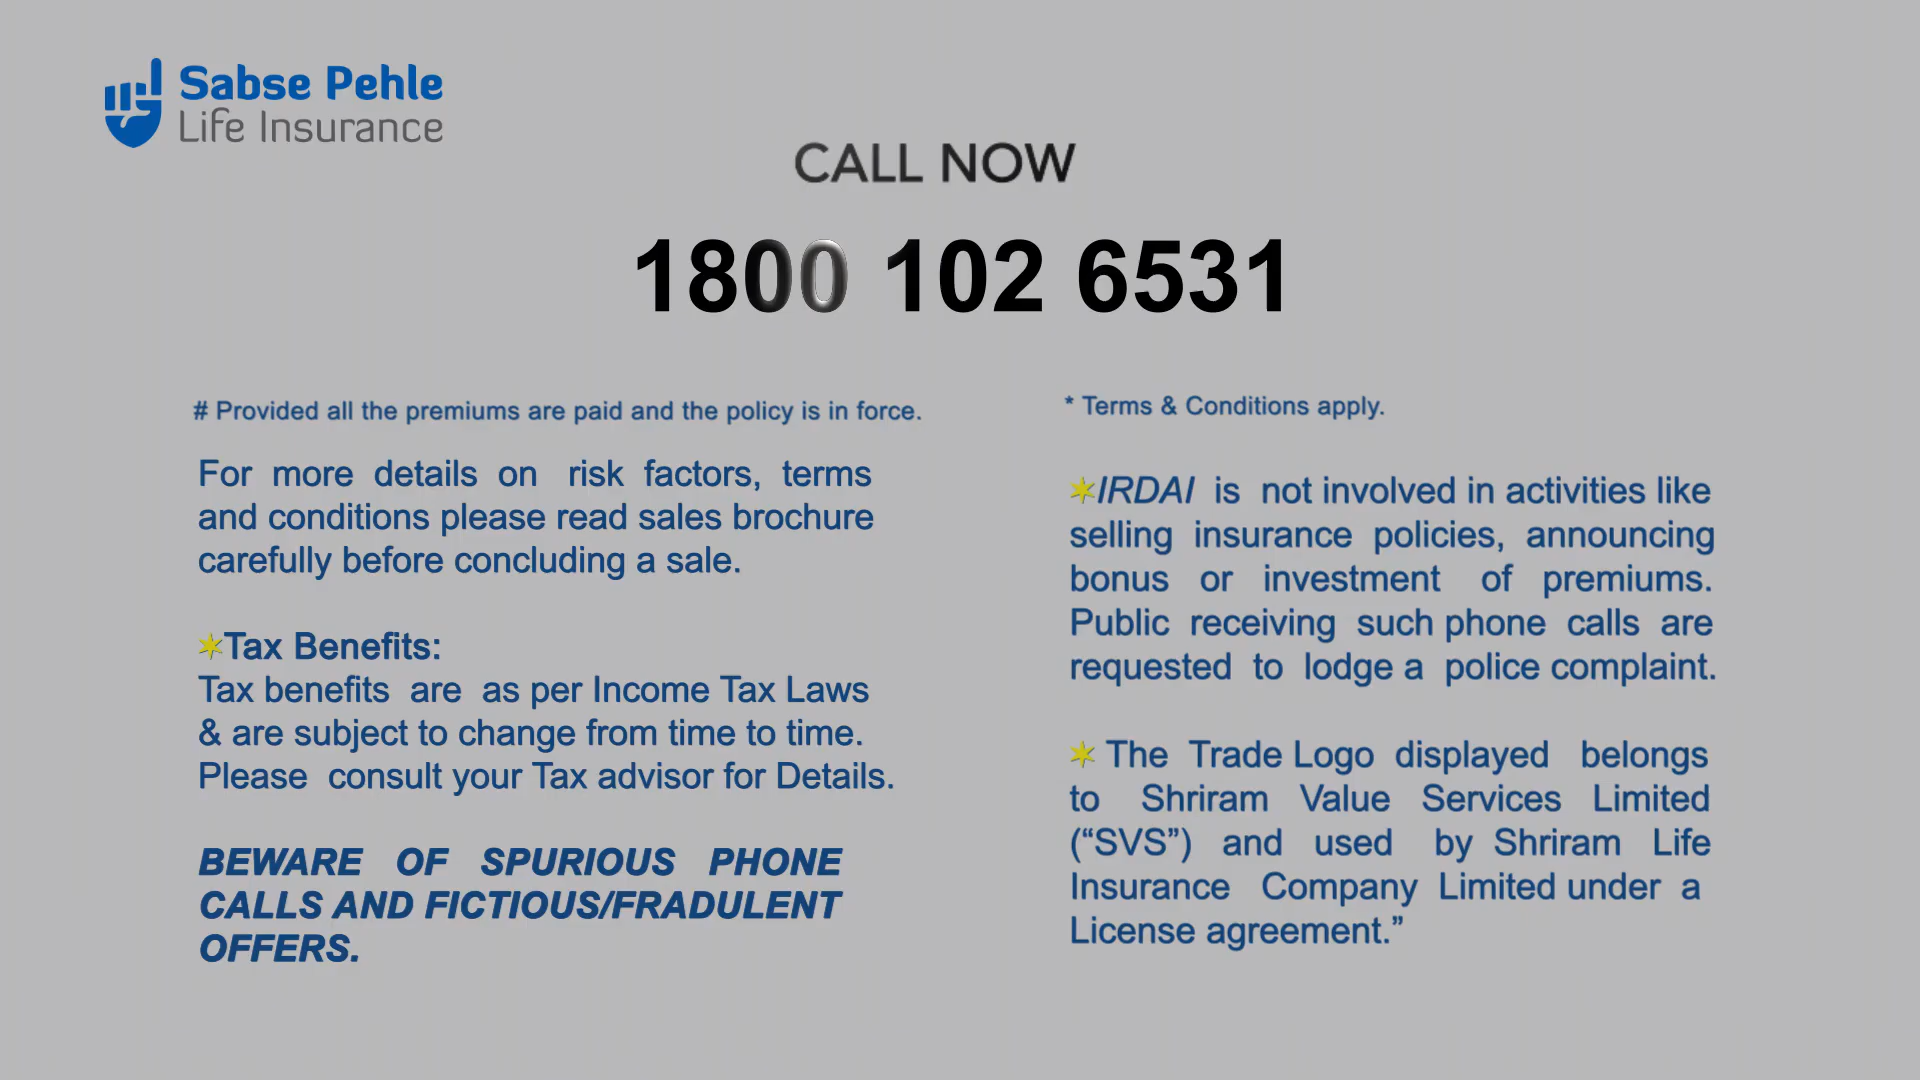 Sabse Pehle
Life Insurance
CALL NOW
1800 102 6531
# Provided all the premiums are paid and the policy is in force.
For more details on risk factors, terms
and conditions please read sales brochure
carefully before concluding a sale.
✶Tax Benefits:
Tax benefits are as per Income Tax Laws
& are subject to change from time to time.
Please consult your Tax advisor for Details.
BEWARE OF SPURIOUS PHONE
CALLS AND FICTIOUS/FRADULENT
OFFERS.
* Terms & Conditions apply.
✶IRDAI is not involved in activities like
selling insurance policies, announcing
bonus or investment of premiums.
Public receiving such phone calls are
requested to lodge a police complaint.
✶ The Trade Logo displayed belongs
to Shriram Value Services Limited
(“SVS”) and used by Shriram Life
Insurance Company Limited under a
License agreement.”